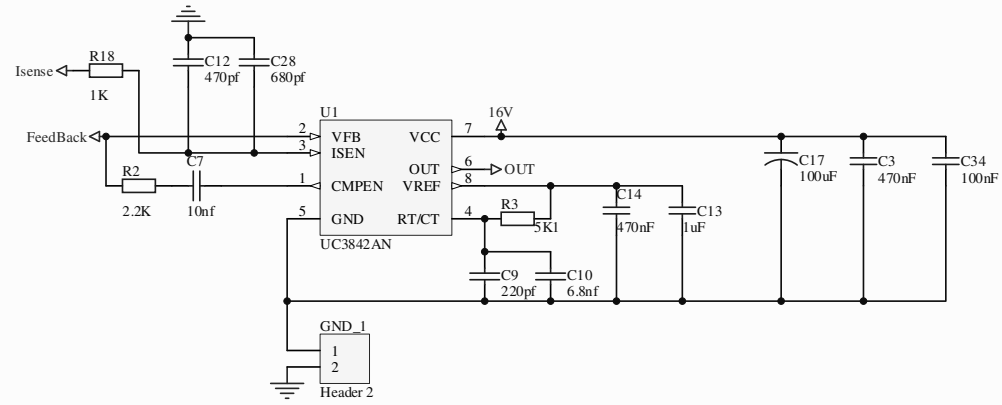 R18
Isense
1K
C12
470pf
C28
680pf
U1
FeedBack
2 VFB
3 ISEN
1 CMPEN
5 GND
VCC 7
OUT 6
VREF 8
RT/CT 4
UC3842AN
16V
OUT
R2
2.2K
C7
10nf
R3
5K1
C14
470nF
C13
1uF
C17
100uF
C3
470nF
C34
100nF
C9
220pf
C10
6.8nf
GND_1
1
2
Header 2